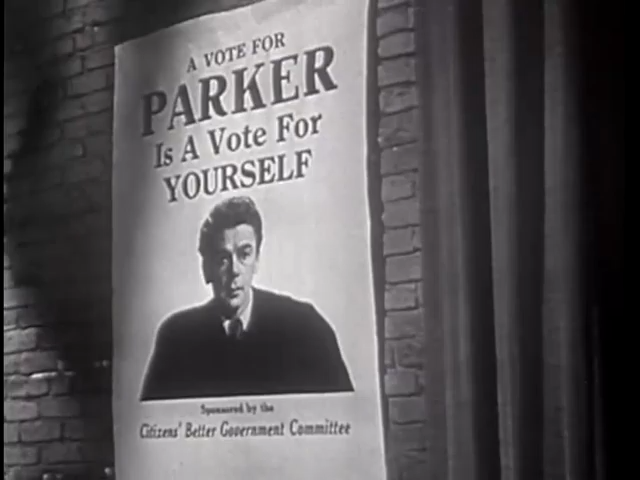 A VOTE FOR
PARKER
Is A Vote For
YOURSELF
Sponsored by the
Citizens' Better Government Committee